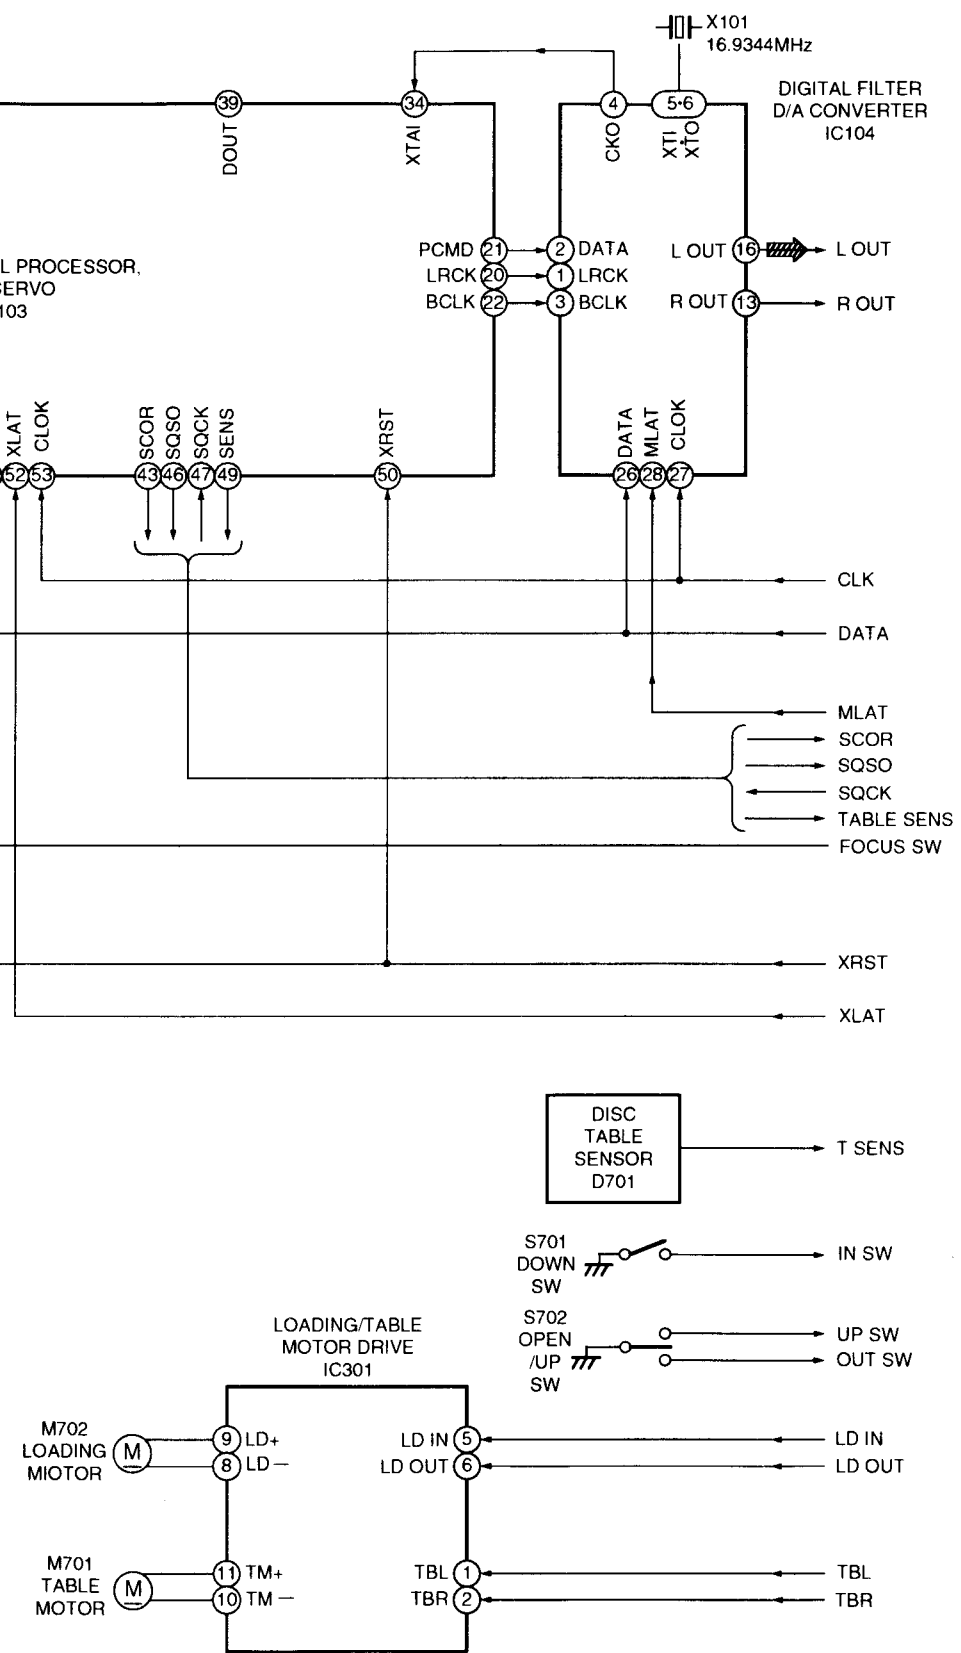 X101
16.9344MHz
DIGITAL FILTER
D/A CONVERTER
IC104
39
34
4
5•6
DOUT
XTAI
CKO
XTI•
XTO
L PROCESSOR,
SERVO
103
PCMD 21
2 DATA
LRCK 20
1 LRCK
BCLK 22
3 BCLK
L OUT 16
L OUT
R OUT 13
R OUT
XLAT
CLOK
SCOR
SQSO
SQCK
SENS
XRST
DATA
MLAT
CLOK
52
53
43
46
47
49
50
26
28
27
CLK
DATA
MLAT
SCOR
SQSO
SQCK
TABLE SENS
FOCUS SW
XRST
XLAT
DISC
TABLE
SENSOR
D701
T SENS
S701
DOWN
SW
IN SW
S702
OPEN
/UP
SW
UP SW
OUT SW
LOADING/TABLE
MOTOR DRIVE
IC301
M702
LOADING
MIOTOR
M
9 LD+
8 LD−
LD IN 5
LD OUT 6
LD IN
LD OUT
M701
TABLE
MOTOR
M
11 TM+
10 TM−
TBL 1
TBR 2
TBL
TBR